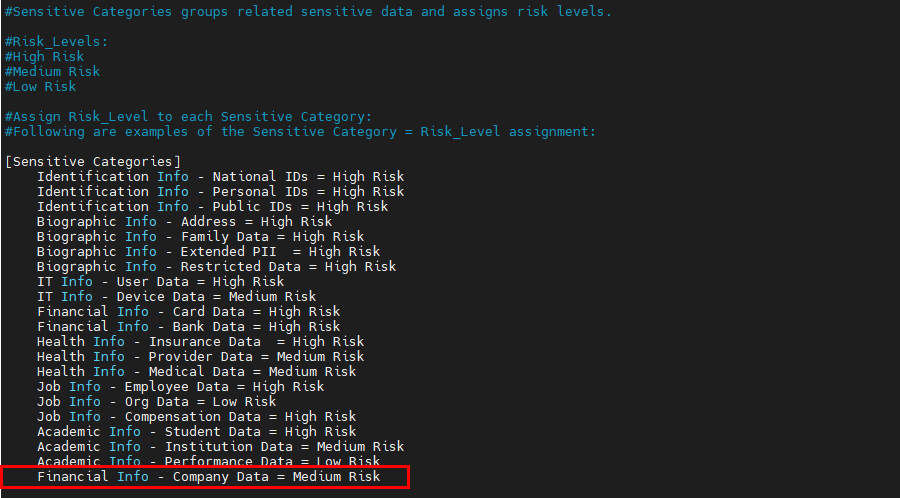 #Sensitive Categories groups related sensitive data and assigns risk levels.
#Risk_Levels:
#High Risk
#Medium Risk
#Low Risk
#Assign Risk_Level to each Sensitive Category:
#Following are examples of the Sensitive Category = Risk_Level assignment:
[Sensitive Categories]
Identification Info - National IDs = High Risk
Identification Info - Personal IDs = High Risk
Identification Info - Public IDs = High Risk
Biographic Info - Address = High Risk
Biographic Info - Family Data = High Risk
Biographic Info - Extended PII  = High Risk
Biographic Info - Restricted Data = High Risk
IT Info - User Data = High Risk
IT Info - Device Data = Medium Risk
Financial Info - Card Data = High Risk
Financial Info - Bank Data = High Risk
Health Info - Insurance Data  = High Risk
Health Info - Provider Data = Medium Risk
Health Info - Medical Data = Medium Risk
Job Info - Employee Data = High Risk
Job Info - Org Data = Low Risk
Job Info - Compensation Data = High Risk
Academic Info - Student Data = High Risk
Academic Info - Institution Data = Medium Risk
Academic Info - Performance Data = Low Risk
Financial Info - Company Data = Medium Risk